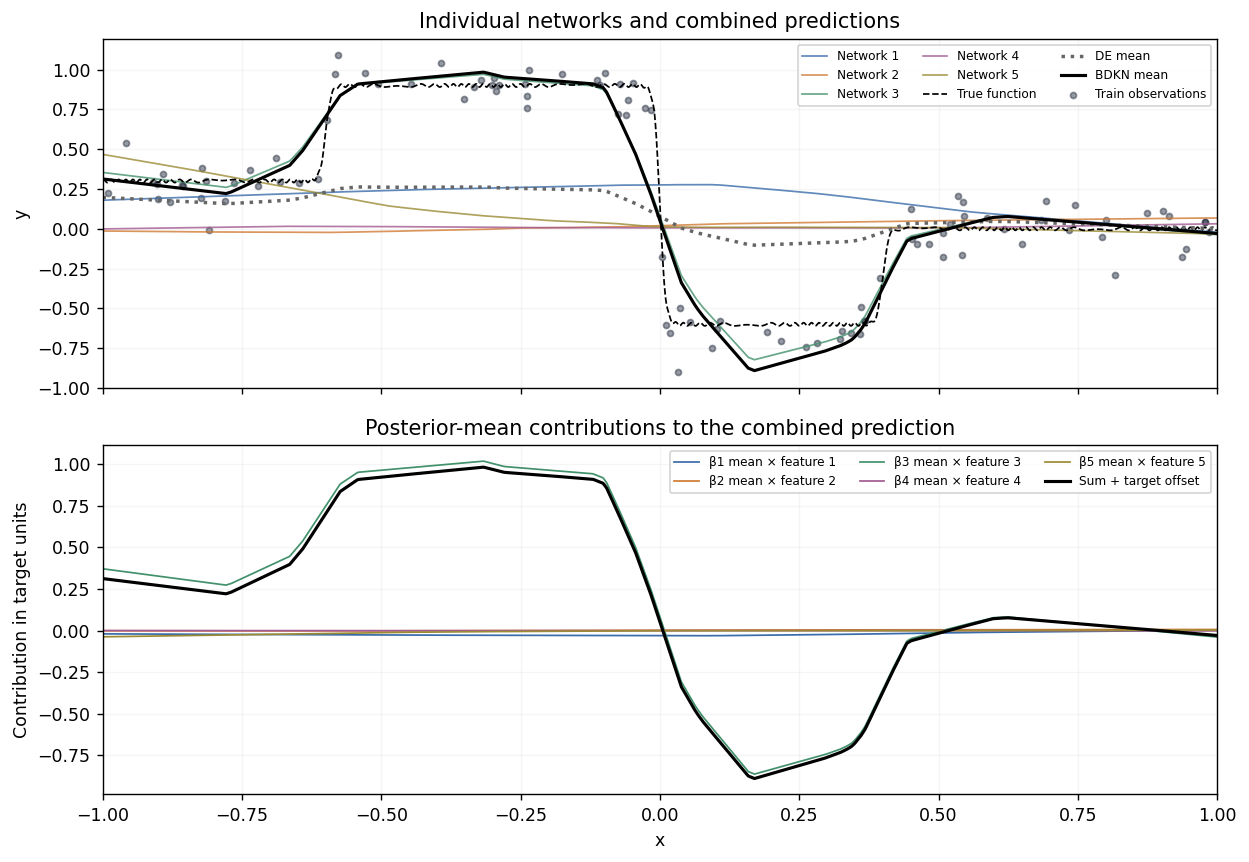 Individual networks and combined predictions
Network 1
Network 2
Network 3
Network 4
Network 5
True function
DE mean
BDKN mean
Train observations
1.00
0.75
0.50
0.25
0.00
−0.25
−0.50
−0.75
−1.00
y
Posterior-mean contributions to the combined prediction
β1 mean × feature 1
β2 mean × feature 2
β3 mean × feature 3
β4 mean × feature 4
β5 mean × feature 5
Sum + target offset
1.00
0.75
0.50
0.25
0.00
−0.25
−0.50
−0.75
Contribution in target units
−1.00 −0.75 −0.50 −0.25 0.00 0.25 0.50 0.75 1.00
x